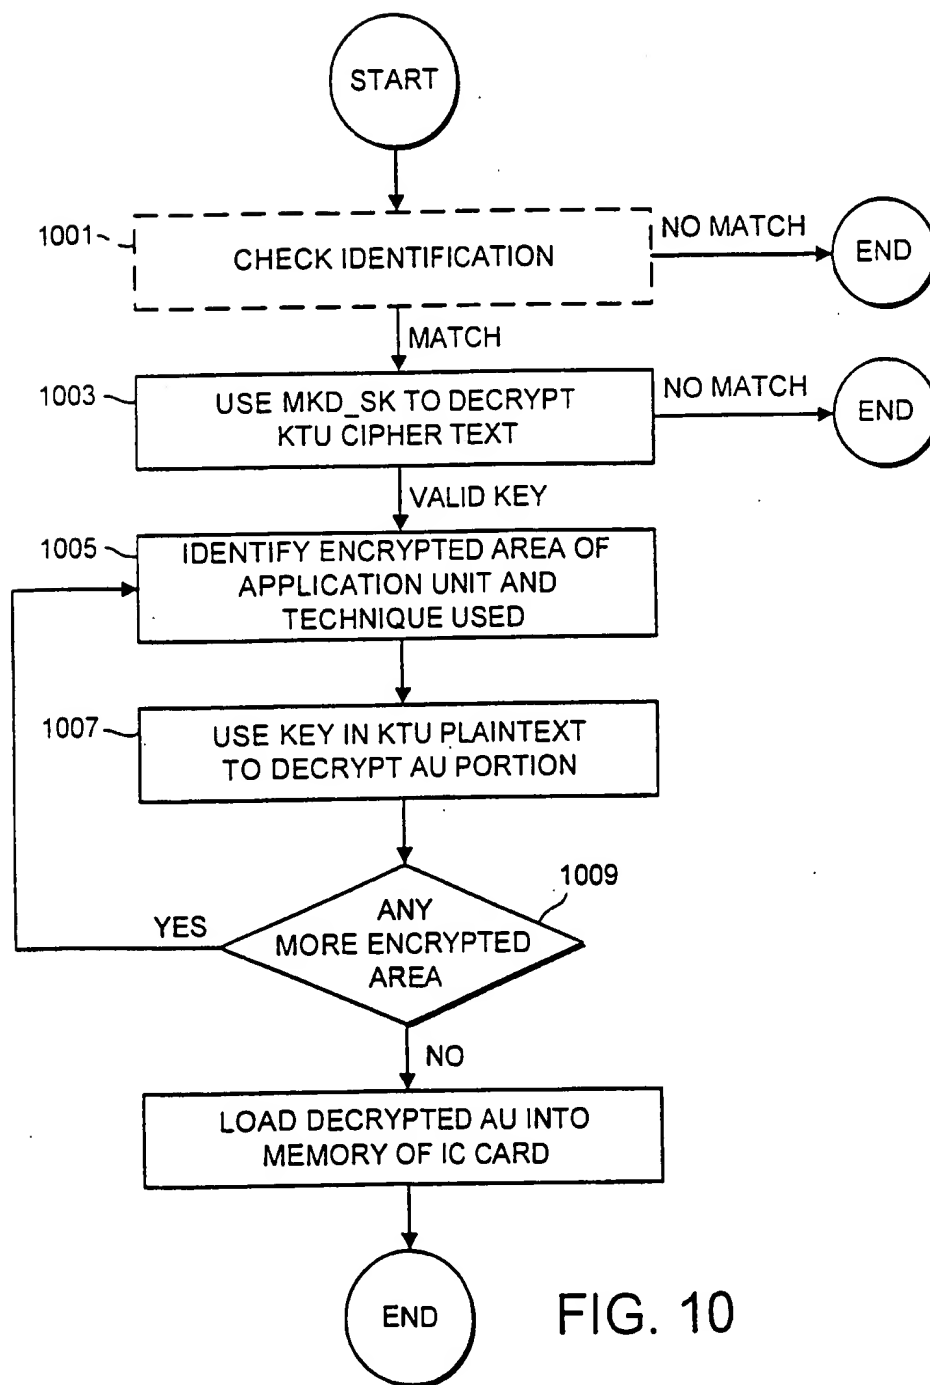 START
1001
CHECK IDENTIFICATION
NO MATCH
END
MATCH
1003
USE MKD_SK TO DECRYPT
KTU CIPHER TEXT
NO MATCH
END
VALID KEY
1005
IDENTIFY ENCRYPTED AREA OF
APPLICATION UNIT AND
TECHNIQUE USED
1007
USE KEY IN KTU PLAINTEXT
TO DECRYPT AU PORTION
1009
YES
ANY
MORE ENCRYPTED
AREA
NO
LOAD DECRYPTED AU INTO
MEMORY OF IC CARD
END
FIG. 10